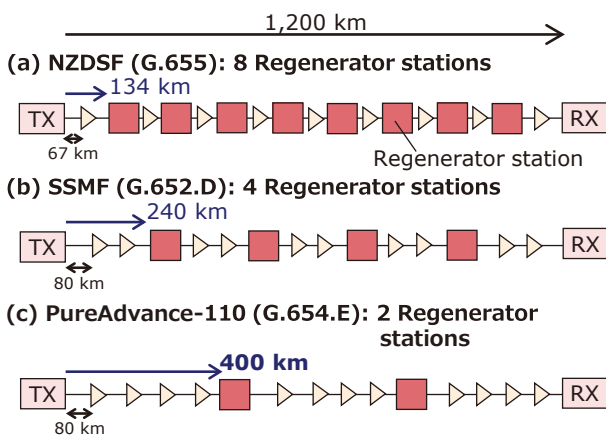 1,200 km
(a) NZDSF (G.655): 8 Regenerator stations
134 km
TX
RX
67 km
Regenerator station
(b) SSMF (G.652.D): 4 Regenerator stations
240 km
TX
RX
80 km
(c) PureAdvance-110 (G.654.E): 2 Regenerator
stations
400 km
TX
RX
80 km